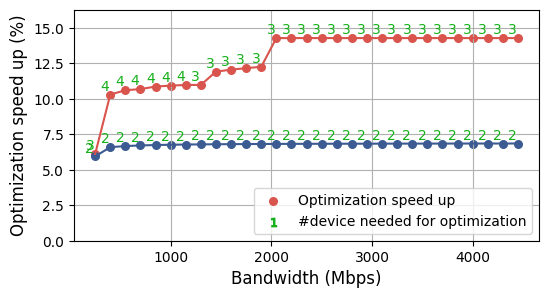 15.0
12.5
10.0
7.5
5.0
2.5
0.0
Optimization speed up (%)
3 3 3 3 3 3 3 3 3 3 3 3 3 3 3 3 3
3 3 3 3
4 4 4 4 4 4 3
3
2 2 2 2 2 2 2 2 2 2 2 2 2 2 2 2 2 2 2 2 2 2 2 2 2 2 2 2 2
Optimization speed up
1 #device needed for optimization
1000 2000 3000 4000
Bandwidth (Mbps)